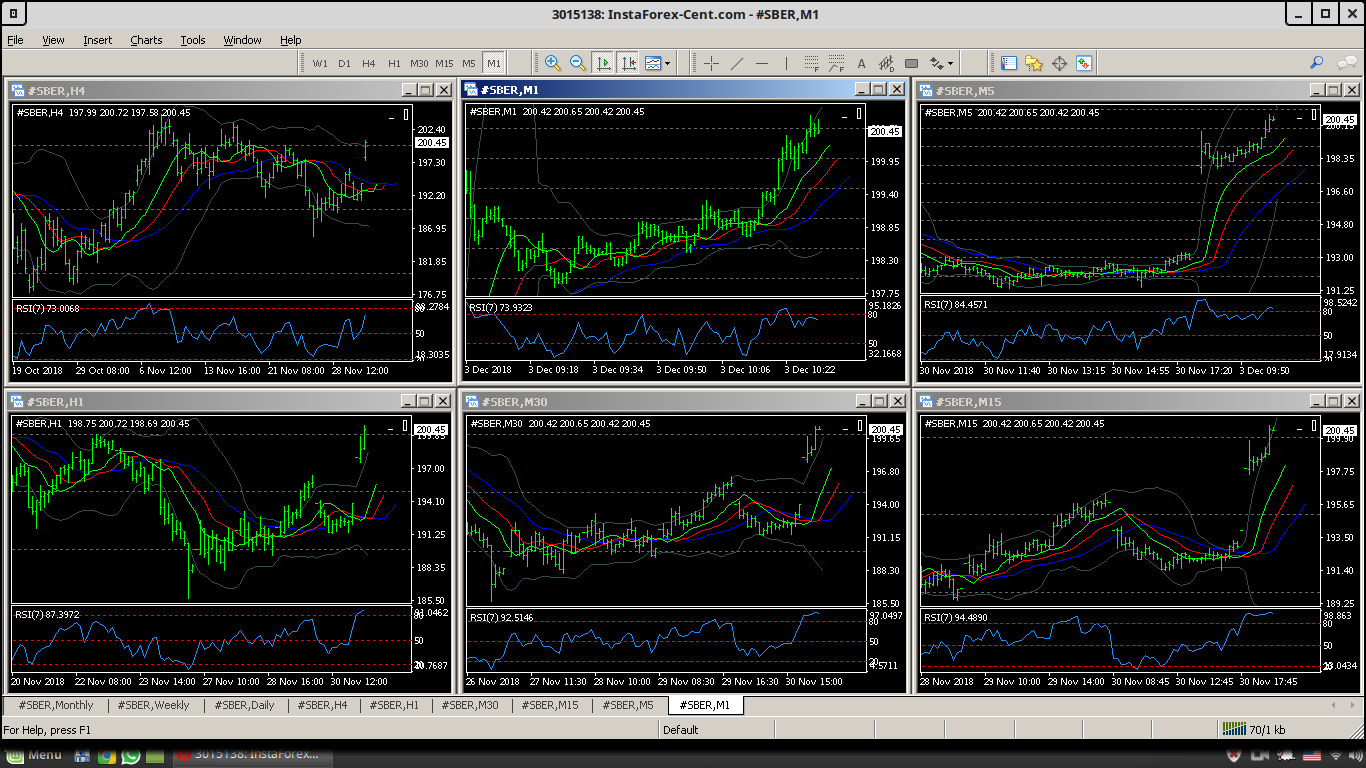 3015138: InstaForex-Cent.com - #SBER,M1
File View Insert Charts Tools Window Help
W1 D1 H4 H1 M30 M15 M5 M1
#SBER,H4
#SBER,H4 197.99 200.72 197.58 200.45
202.40
200.45
197.30
192.20
186.95
181.85
176.75
RSI(7) 73.0068
50
18.3035
19 Oct 2018 29 Oct 08:00 6 Nov 12:00 13 Nov 16:00 21 Nov 08:00 28 Nov 12:00
#SBER,M1
#SBER,M1 200.42 200.65 200.42 200.45
200.45
199.95
199.40
198.85
198.30
197.75
RSI(7) 73.9323
95.1826
80
50
32.1668
3 Dec 2018 3 Dec 09:18 3 Dec 09:34 3 Dec 09:50 3 Dec 10:06 3 Dec 10:22
#SBER,M5
#SBER,M5 200.42 200.65 200.42 200.45
200.45
200.15
198.35
196.60
194.80
193.00
191.25
RSI(7) 84.4571
98.5242
80
50
17.9134
30 Nov 2018 30 Nov 11:40 30 Nov 13:15 30 Nov 14:55 30 Nov 17:20 3 Dec 09:50
#SBER,H1
#SBER,H1 198.75 200.72 198.69 200.45
200.45
199.85
197.00
194.10
191.25
188.35
185.50
RSI(7) 87.3972
50
20 Nov 2018 22 Nov 08:00 23 Nov 14:00 27 Nov 10:00 28 Nov 16:00 30 Nov 12:00
#SBER,M30
#SBER,M30 200.42 200.65 200.42 200.45
200.45
199.65
196.80
194.00
191.15
188.30
185.50
RSI(7) 92.5146
97.0497
80
50
26 Nov 2018 27 Nov 11:30 28 Nov 10:00 29 Nov 08:30 29 Nov 16:30 30 Nov 15:00
#SBER,M15
#SBER,M15 200.42 200.65 200.42 200.45
200.45
199.90
197.75
195.65
193.50
191.40
189.25
RSI(7) 94.4890
98.863
80
50
28 Nov 2018 29 Nov 10:00 29 Nov 14:00 30 Nov 08:45 30 Nov 12:45 30 Nov 17:45
#SBER,Monthly #SBER,Weekly #SBER,Daily #SBER,H4 #SBER,H1 #SBER,M30 #SBER,M15 #SBER,M5 #SBER,M1
For Help, press F1 Default 70/1 kb
Menu 3015138: InstaForex-Cent....